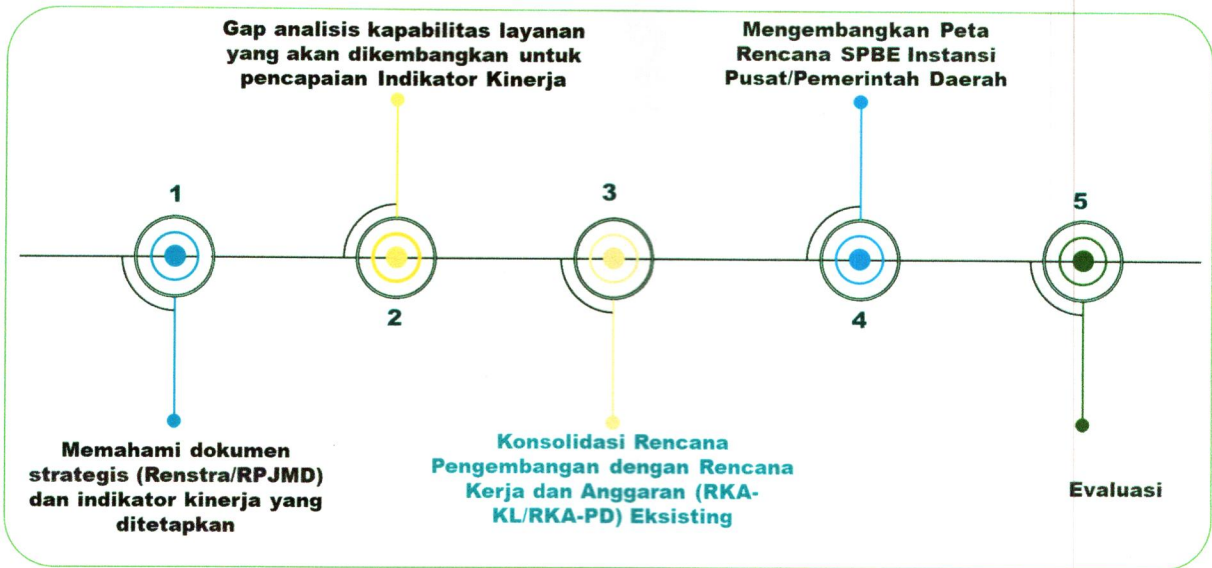 1
Memahami dokumen
strategis (Renstra/RPJMD)
dan indikator kinerja yang
ditetapkan
Gap analisis kapabilitas layanan
yang akan dikembangkan untuk
pencapaian Indikator Kinerja
2
3
Konsolidasi Rencana
Pengembangan dengan Rencana
Kerja dan Anggaran (RKA-
KL/RKA-PD) Eksisting
Mengembangkan Peta
Rencana SPBE Instansi
Pusat/Pemerintah Daerah
4
5
Evaluasi